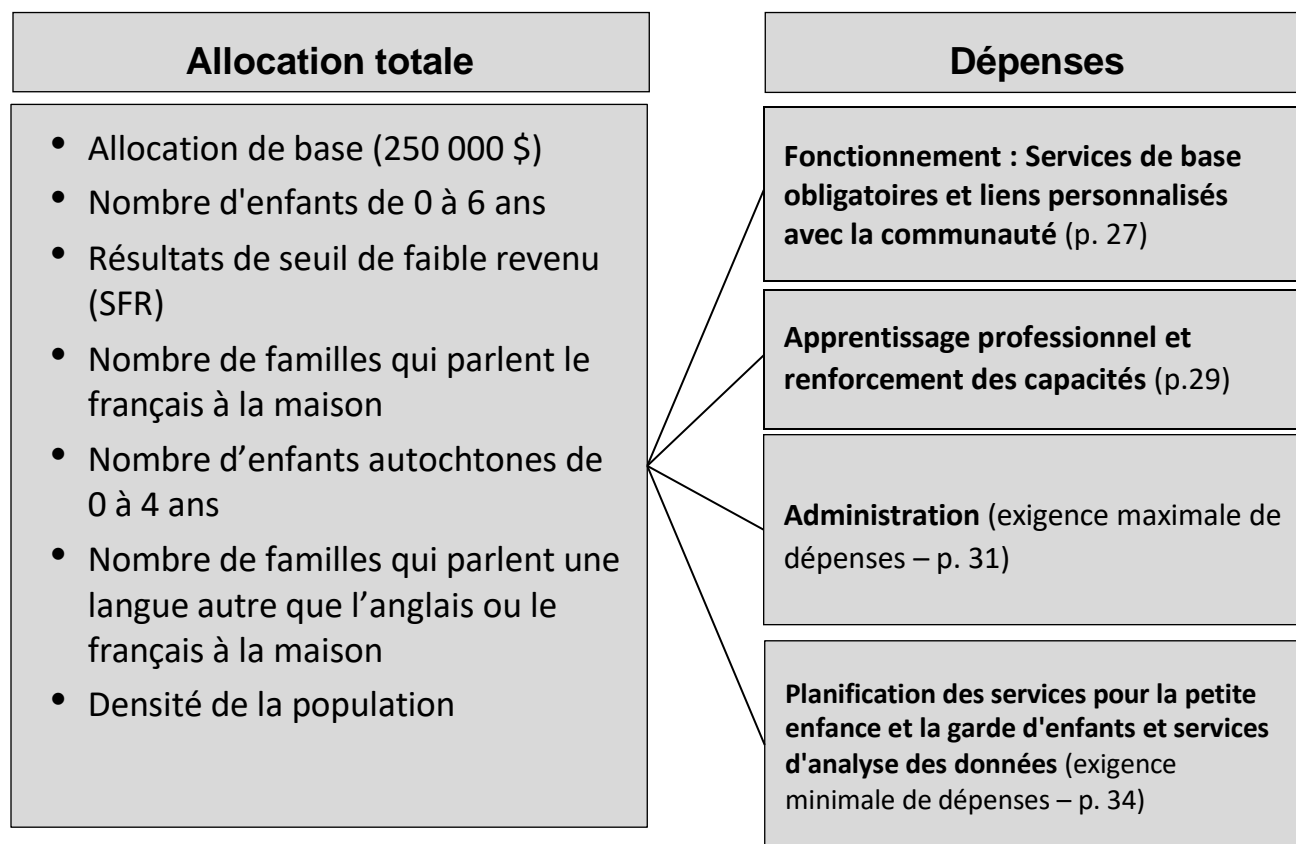 Allocation totale
• Allocation de base (250 000 $)
• Nombre d'enfants de 0 à 6 ans
• Résultats de seuil de faible revenu
(SFR)
• Nombre de familles qui parlent le
français à la maison
• Nombre d’enfants autochtones de
0 à 4 ans
• Nombre de familles qui parlent une
langue autre que l’anglais ou le
français à la maison
• Densité de la population
Dépenses
Fonctionnement : Services de base
obligatoires et liens personnalisés
avec la communauté (p. 27)
Apprentissage professionnel et
renforcement des capacités (p.29)
Administration (exigence maximale de
dépenses – p. 31)
Planification des services pour la petite
enfance et la garde d'enfants et services
d'analyse des données (exigence
minimale de dépenses – p. 34)